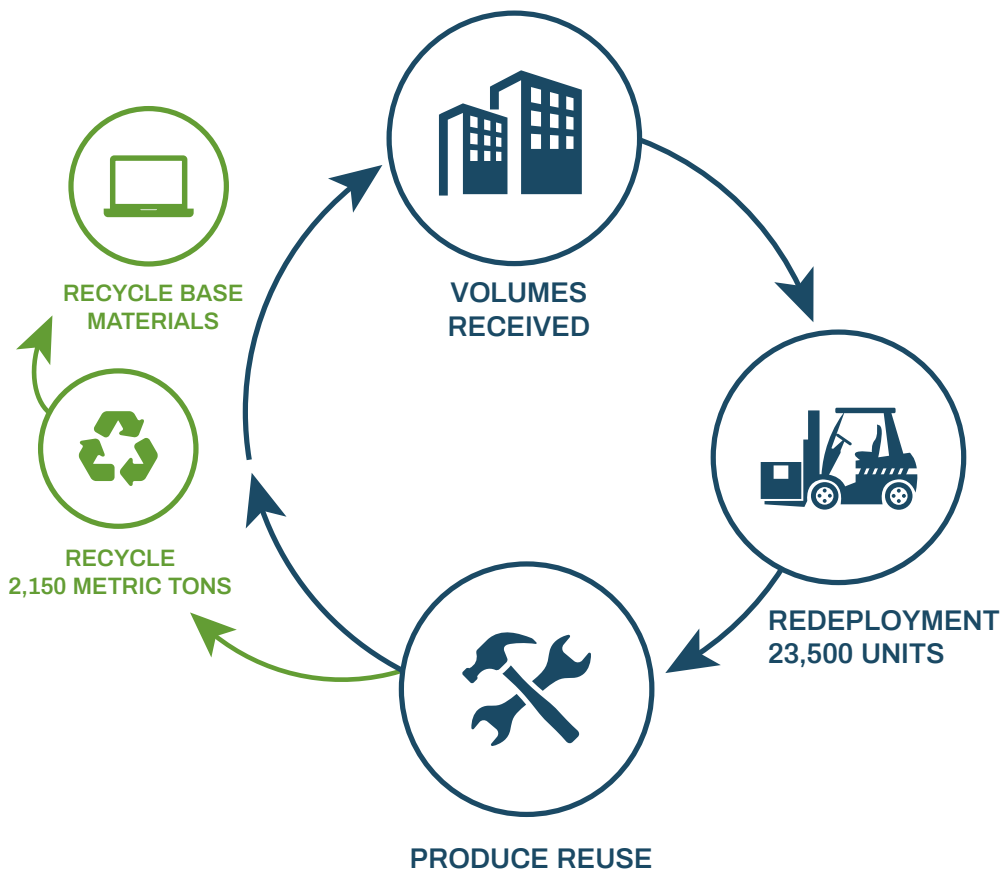 VOLUMES
RECEIVED
REDEPLOYMENT
23,500 UNITS
PRODUCE REUSE
RECYCLE
2,150 METRIC TONS
RECYCLE BASE
MATERIALS